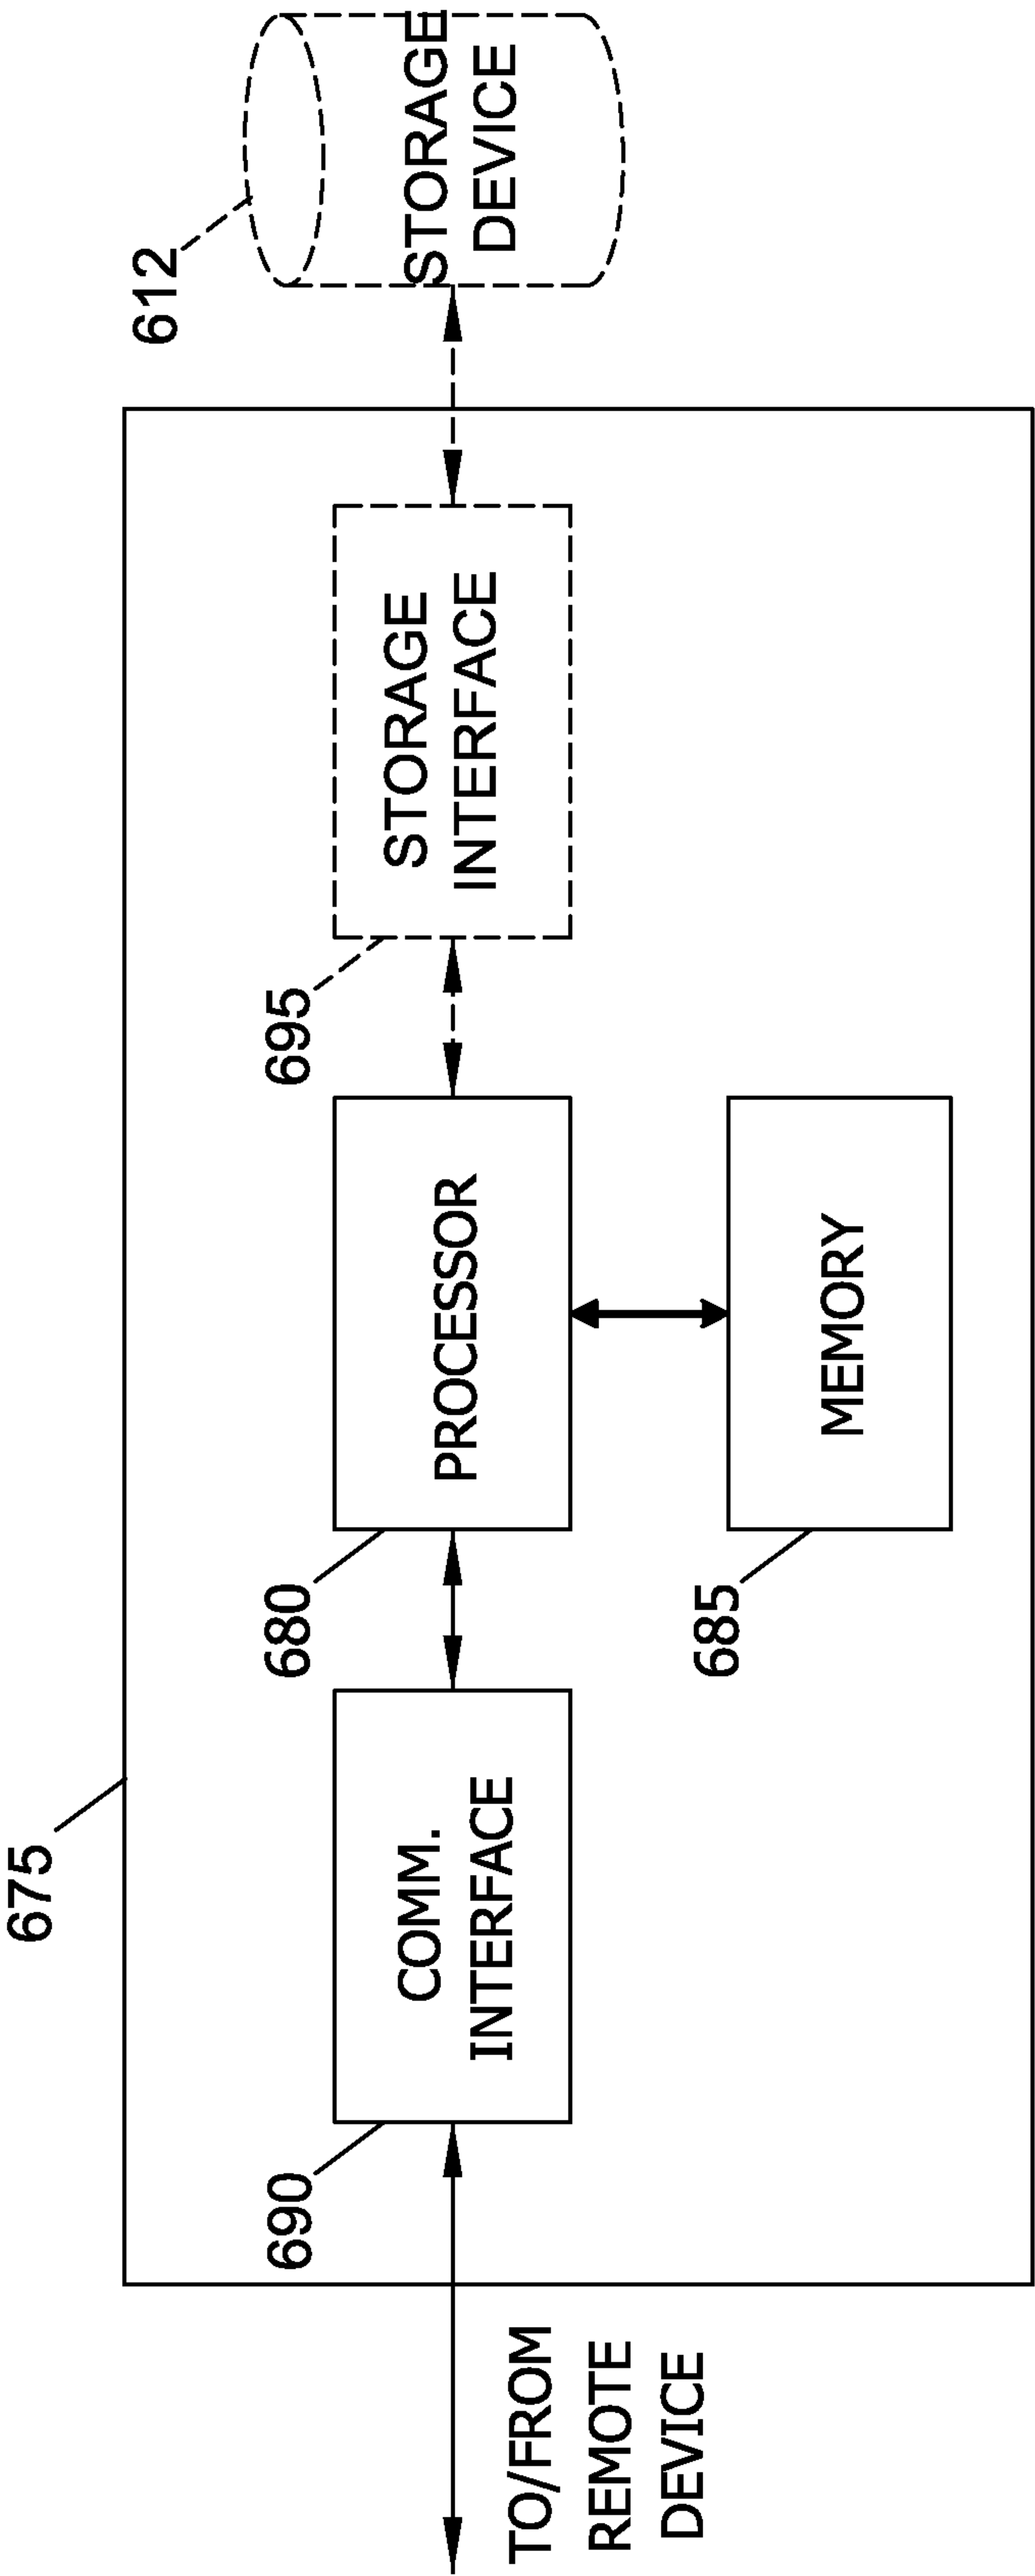 675
690
COMM.
INTERFACE
680
PROCESSOR
695
STORAGE
INTERFACE
612
STORAGE
DEVICE
685
MEMORY
TO/FROM
REMOTE
DEVICE